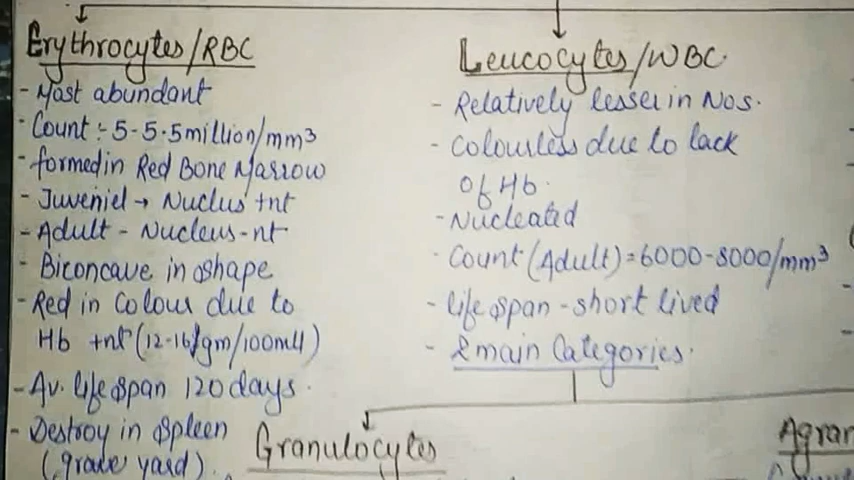 Erythrocytes/RBC
- Most abundant
- Count :- 5-5.5million/mm3
- formed in Red Bone Marrow
- Juveniel → Nuclus +nt
- Adult - Nucleus -nt
- Biconcave in shape
- Red in Colour due to
Hb +nt (12-16/gm/100ml)
- Av. life span 120 days.
- Destroy in Spleen
(grave yard).
Leucocytes/WBC.
- Relatively lesser in Nos.
- Colourless due to lack
of Hb.
- Nucleated
- Count (Adult) = 6000-8000/mm3
- life span - short lived
- 2 main Categories.
Granulocytes
Agran